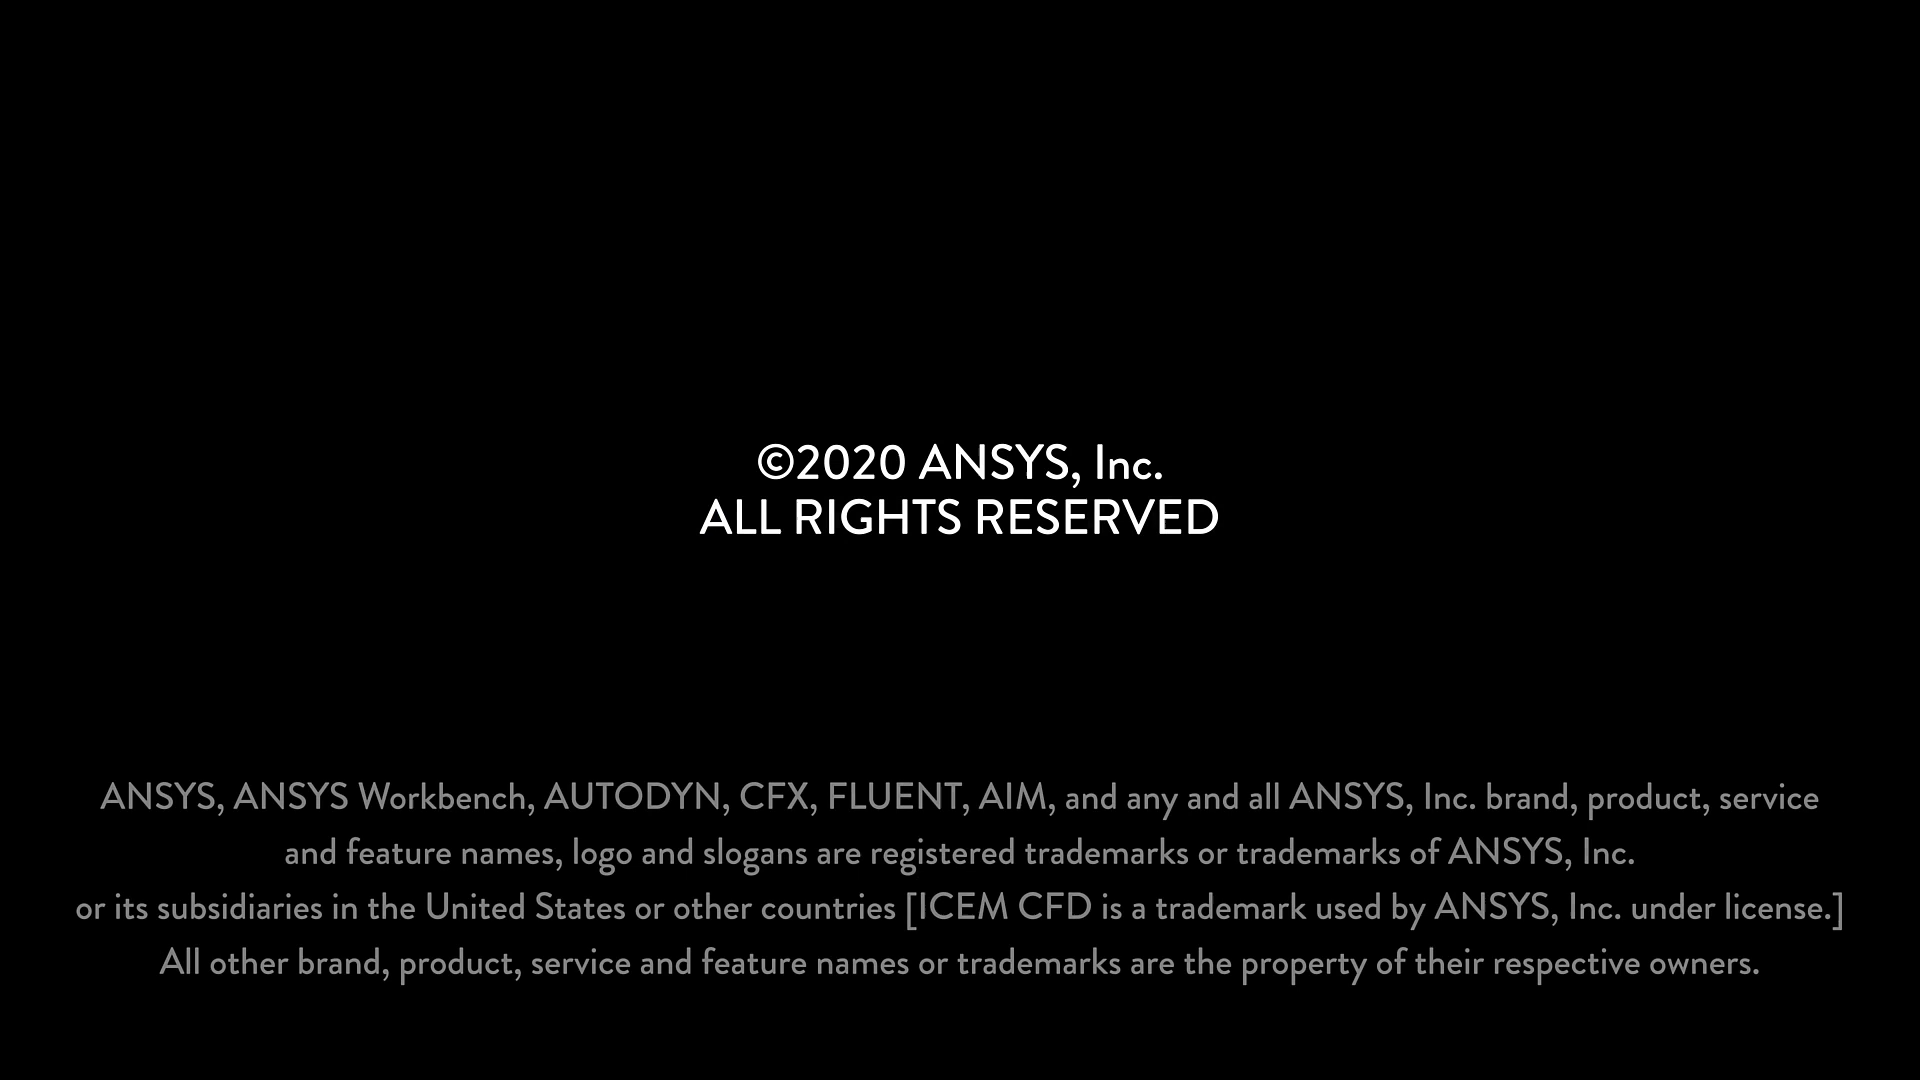 ©2020 ANSYS, Inc.
ALL RIGHTS RESERVED
ANSYS, ANSYS Workbench, AUTODYN, CFX, FLUENT, AIM, and any and all ANSYS, Inc. brand, product, service
and feature names, logo and slogans are registered trademarks or trademarks of ANSYS, Inc.
or its subsidiaries in the United States or other countries [ICEM CFD is a trademark used by ANSYS, Inc. under license.]
All other brand, product, service and feature names or trademarks are the property of their respective owners.